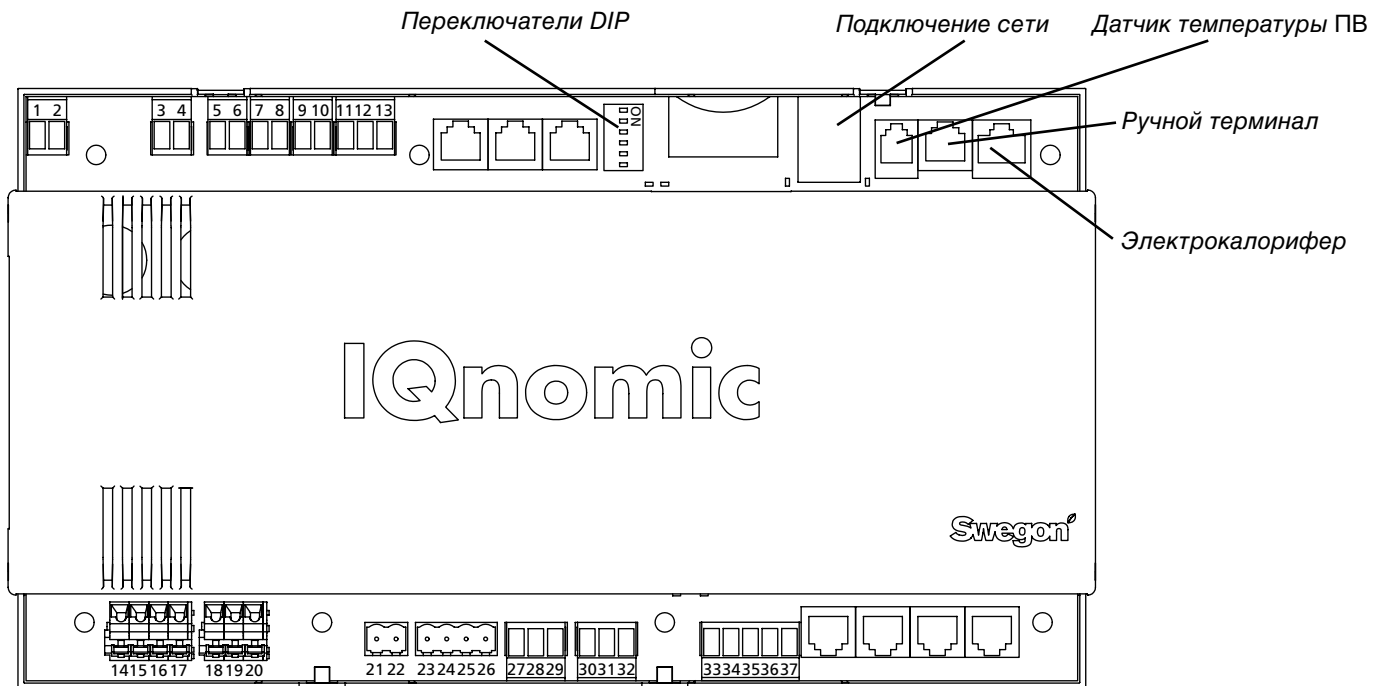 Переключатели DIP
Подключение сети
Датчик температуры ПВ
1 2
3 4
5 6
7 8
9 10
11 12 13
ON
Ручной терминал
Электрокалорифер
IQnomic
Swegon
14 15 16 17
18 19 20
21 22
23 24 25 26
27 28 29
30 31 32
33 34 35 36 37